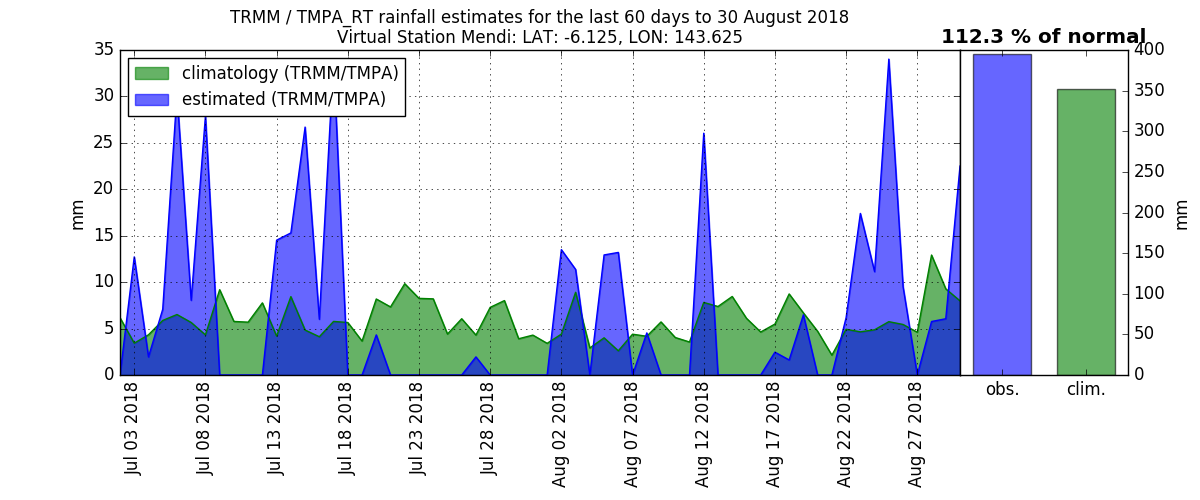 TRMM / TMPA_RT rainfall estimates for the last 60 days to 30 August 2018
Virtual Station Mendi: LAT: -6.125, LON: 143.625
112.3 % of normal
climatology (TRMM/TMPA)
estimated (TRMM/TMPA)
35
30
25
20
15
10
5
0
mm
400
350
300
250
200
150
100
50
0
mm
Jul 03 2018
Jul 08 2018
Jul 13 2018
Jul 18 2018
Jul 23 2018
Jul 28 2018
Aug 02 2018
Aug 07 2018
Aug 12 2018
Aug 17 2018
Aug 22 2018
Aug 27 2018
obs.
clim.